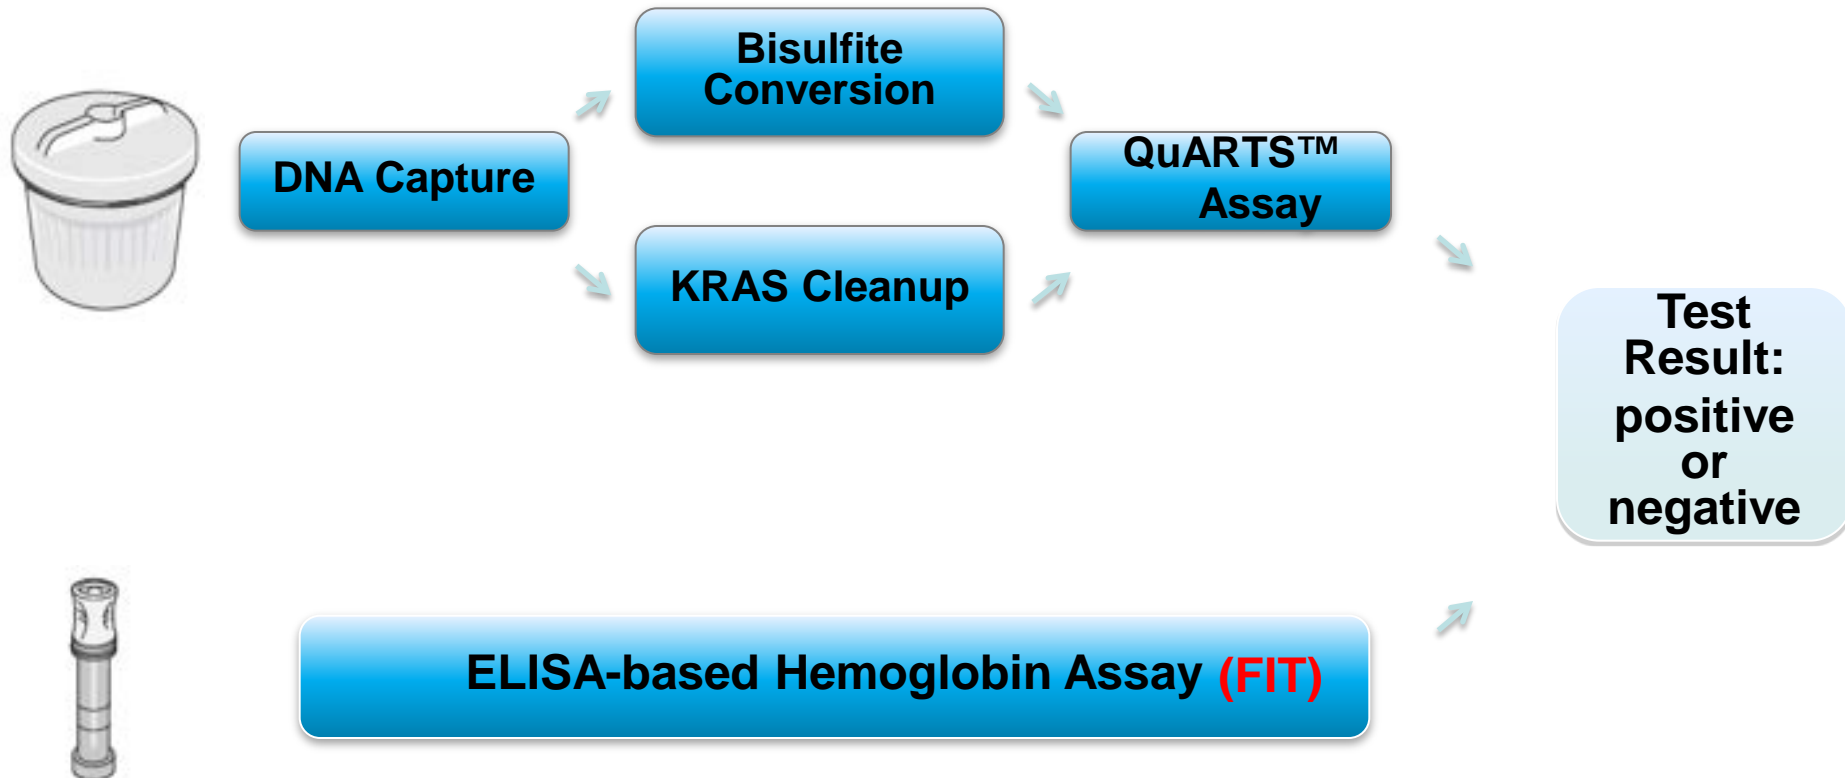 Bisulfite
Conversion
DNA Capture
QuARTS™
Assay
KRAS Cleanup
Test
Result:
positive
or
negative
ELISA-based Hemoglobin Assay (FIT)